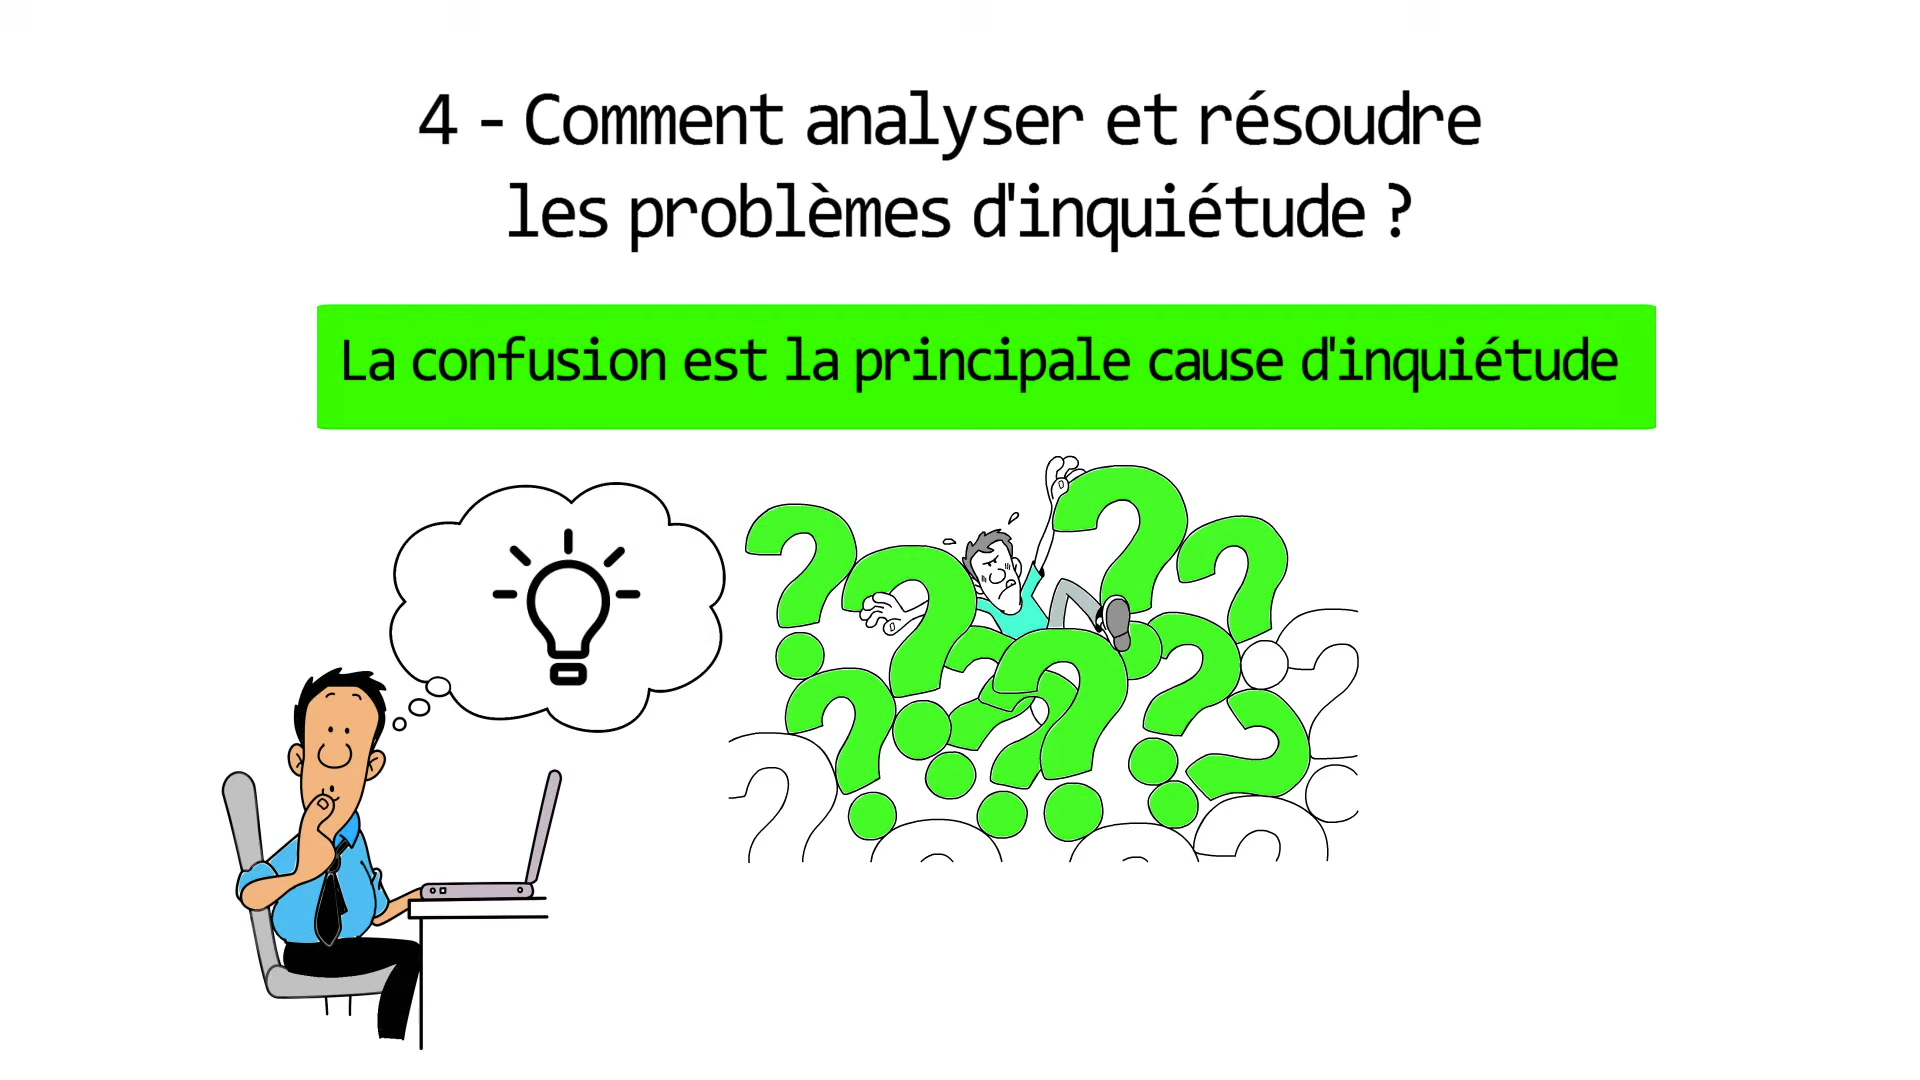 4 - Comment analyser et résoudre
les problèmes d'inquiétude ?
La confusion est la principale cause d'inquiétude